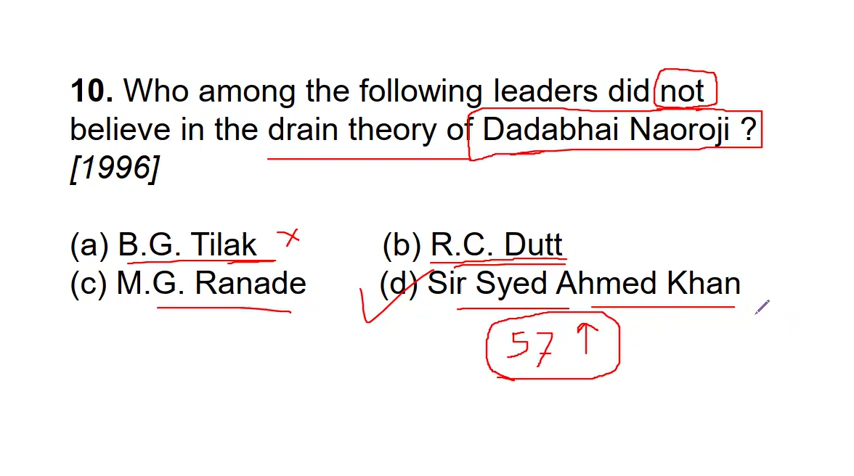 10. Who among the following leaders did not
believe in the drain theory of Dadabhai Naoroji ?
[1996]
(a) B.G. Tilak x (b) R.C. Dutt
(c) M.G. Ranade (d) Sir Syed Ahmed Khan
57 ↑